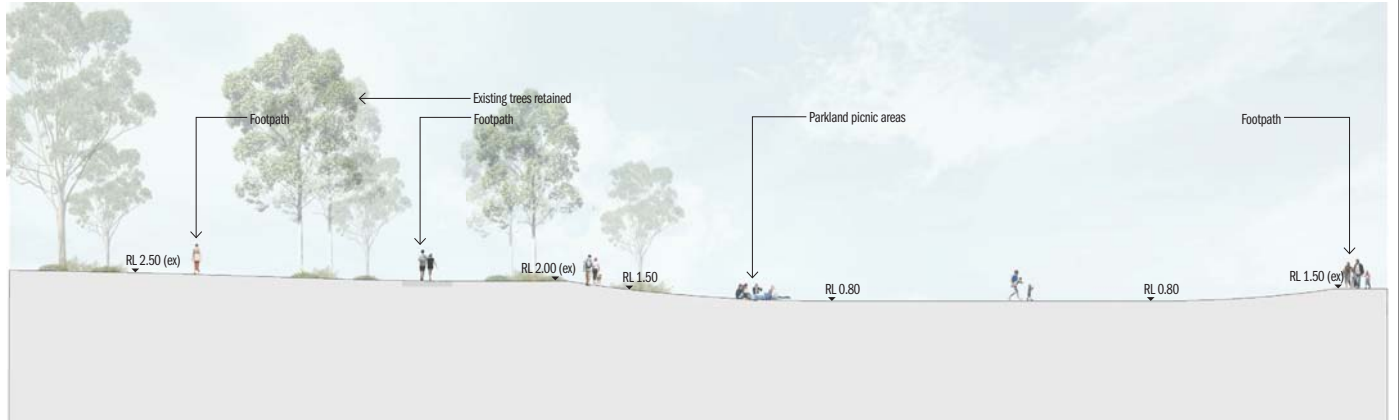 Existing trees retained
Footpath
Footpath
Parkland picnic areas
Footpath
RL 2.50 (ex)
RL 2.00 (ex)
RL 1.50
RL 0.80
RL 0.80
RL 1.50 (ex)